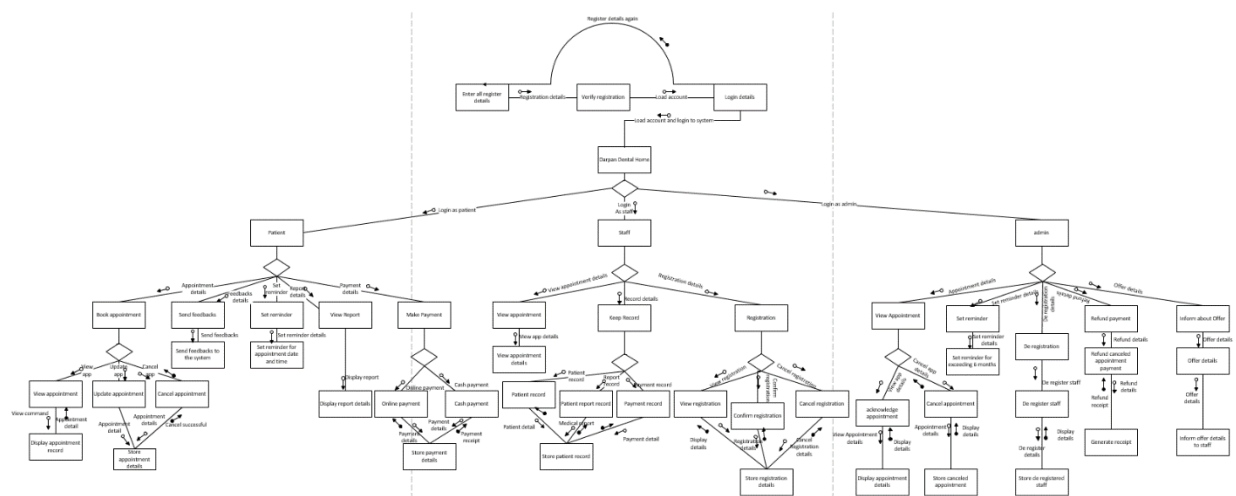 Register details again
Enter all register
details
Registration details
Verify registration
Load account
Login details
Load account and login to system
Darpan Dental Home
Login as patient
Login
As staff
Login as admin
Patient
Staff
admin
Appointment
details
Feedbacks
details
Set
reminder
Report
details
Payment
details
View appointment details
Record details
Registration details
Appointment details
Set reminder details
De registration
details
Offer details
Book appointment
Send feedbacks
Set reminder
View Report
Make Payment
View appointment
Keep Record
Registration
View Appointment
Set reminder
De registration
Refund payment
Inform about Offer
Send feedbacks
Set reminder details
View app details
Set reminder
details
Refund details
Offer details
Send feedbacks to
the system
Set reminder for
appointment date
and time
View appointment
details
Set reminder for
exceeding 6 months
Refund canceled
appointment
payment
Offer details
View
app
Update
app
Cancel
app
Display report
Online payment
Cash payment
Patient
record
Report
record
Payment record
View registration
Confirm
registration
Cancel registration
View app
details
Cancel app
details
De register staff
Refund
receipt
Refund
details
Offer
details
View appointment
Update appointment
Cancel appointment
Display report details
Online payment
Cash payment
Patient record
Patient report record
Payment record
View registration
Confirm registration
Cancel registration
acknowledge
appointment
Cancel appointment
De register staff
View command
Appointment
detail
Appointment
detail
Appointment
details
Cancel successful
Payment
details
Payment
details
Payment
receipt
Patient detail
Medical report
Payment detail
Display
details
Registration
details
Cancel
Registration
details
View Appointment
details
Display
details
Appointment
details
Display
details
De register
details
Display
details
Generate receipt
Inform offer details
to staff
Display appointment
record
Store
appointment
details
Store payment
details
Store patient record
Store registration
details
Display appointment
details
Store canceled
appointment
Store de registered
staff